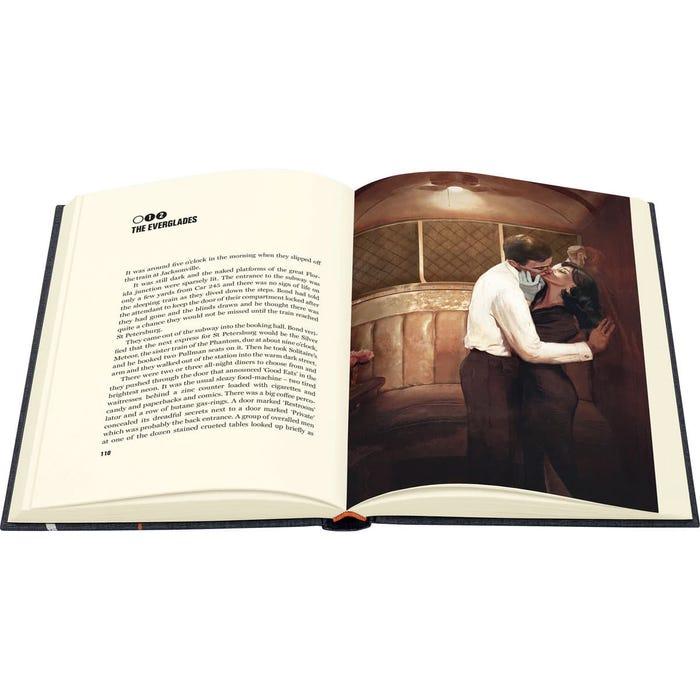 12
THE EVERGLADES
It was around five o'clock in the morning when they slipped off
the train at Jacksonville.
It was still dark and the naked platforms of the great Flor-
ida junction were sparsely lit. The entrance to the subway was
only a few yards from Car 245 and there was no sign of life on
the sleeping train as they dived down the steps. Bond had told
the attendant to keep the door of their compartment locked after
they had gone and the blinds drawn and he thought there was
quite a chance they would not be missed until the train reached
St Petersburg.
They came out of the subway into the booking hall. Bond veri-
fied that the next express for St Petersburg would be the Silver
Meteor, the sister train of the Phantom, due at about nine o'clock,
and he booked two Pullman seats on it. Then he took Solitaire's
arm and they walked out of the station into the warm dark street.
There were two or three all-night diners to choose from and
they pushed through the door that announced 'Good Eats' in the
brightest neon. It was the usual sleazy food-machine – two tired
waitresses behind a zinc counter loaded with cigarettes and
candy and paperbacks and comics. There was a big coffee perco-
lator and a row of butane gas-rings. A door marked 'Restroom'
concealed its dreadful secrets next to a door marked 'Private'
which was probably the back entrance. A group of overalled men
at one of the dozen stained crueted tables looked up briefly as
110